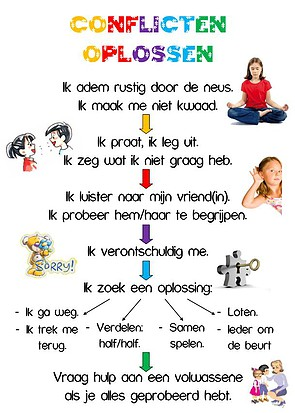 CONFLICTEN
OPLOSSEN
Ik adem rustig door de neus.
Ik maak me niet kwaad.
Ik praat, ik leg uit.
Ik zeg wat ik niet graag heb.
Ik luister naar mijn vriend(in).
Ik probeer hem/haar te begrijpen.
Ik verontschuldig me.
SORRY!
Ik zoek een oplossing:
- Ik ga weg.
- Ik trek me
terug.
- Verdelen:
half/half.
- Samen
spelen.
- Loten.
- Ieder om
de beurt
Vraag hulp aan een volwassene
als je alles geprobeerd hebt.